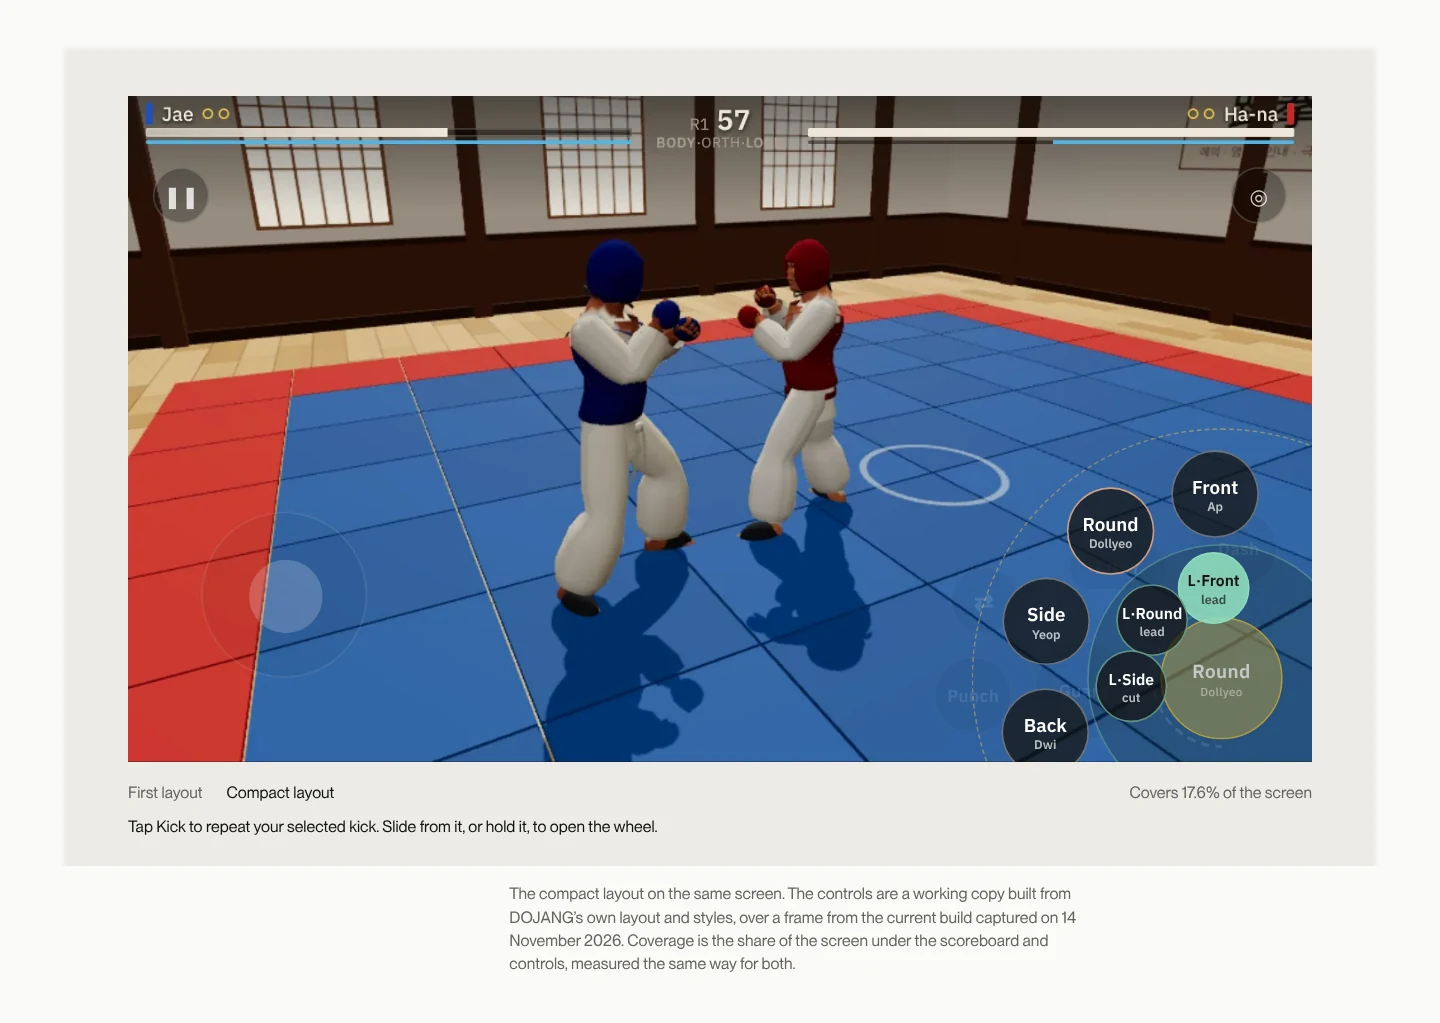 Jae
R1 57
BODY·ORTH·LO
Ha-na
Front
Ap
Round
Dollyeo
Dash
L·Front
lead
Side
Yeop
L·Round
lead
Round
Dollyeo
L·Side
cut
Punch
Back
Dwi
First layout
Compact layout
Covers 17.6% of the screen
Tap Kick to repeat your selected kick. Slide from it, or hold it, to open the wheel.
The compact layout on the same screen. The controls are a working copy built from
DOJANG’s own layout and styles, over a frame from the current build captured on 14
November 2026. Coverage is the share of the screen under the scoreboard and
controls, measured the same way for both.